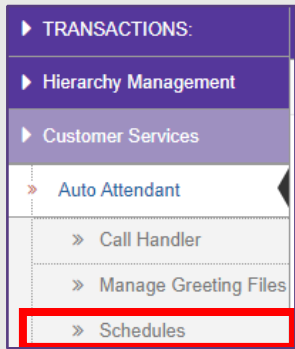 TRANSACTIONS:
Hierarchy Management
Customer Services
Auto Attendant
Call Handler
Manage Greeting Files
Schedules